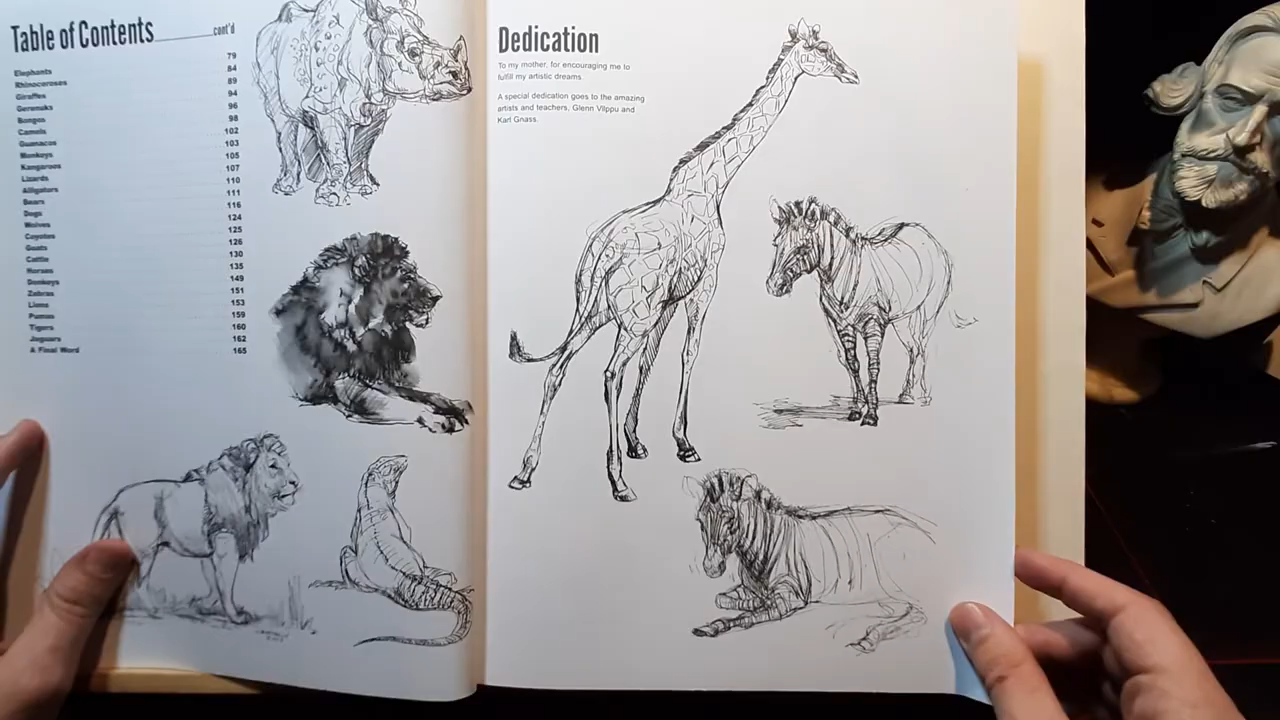 Table of Contents cont'd
Elephants 79
Rhinoceroses 84
Giraffes 89
Gerenuks 94
Bongos 96
Camels 98
Guanacos 102
Monkeys 103
Kangaroos 105
Lizards 107
Alligators 110
Bears 111
Dogs 116
Wolves 124
Coyotes 125
Goats 126
Cattle 130
Horses 135
Donkeys 149
Zebras 151
Lions 153
Pumas 159
Tigers 160
Jaguars 162
A Final Word 165
Dedication
To my mother, for encouraging me to
fulfill my artistic dreams.
A special dedication goes to the amazing
artists and teachers, Glenn Vilppu and
Karl Gnass.